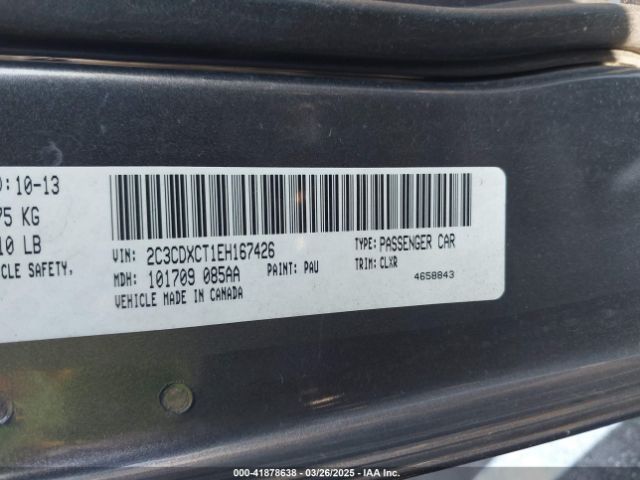 D: 10-13
75 KG
10 LB
CLE SAFETY,
VIN: 2C3CDXCT1EH167426
TYPE: PASSENGER CAR
MDH: 101709 085AA
PAINT: PAU
TRIM: CLXR
VEHICLE MADE IN CANADA
4658843
000-41878638 - 03/26/2025 - IAA Inc.